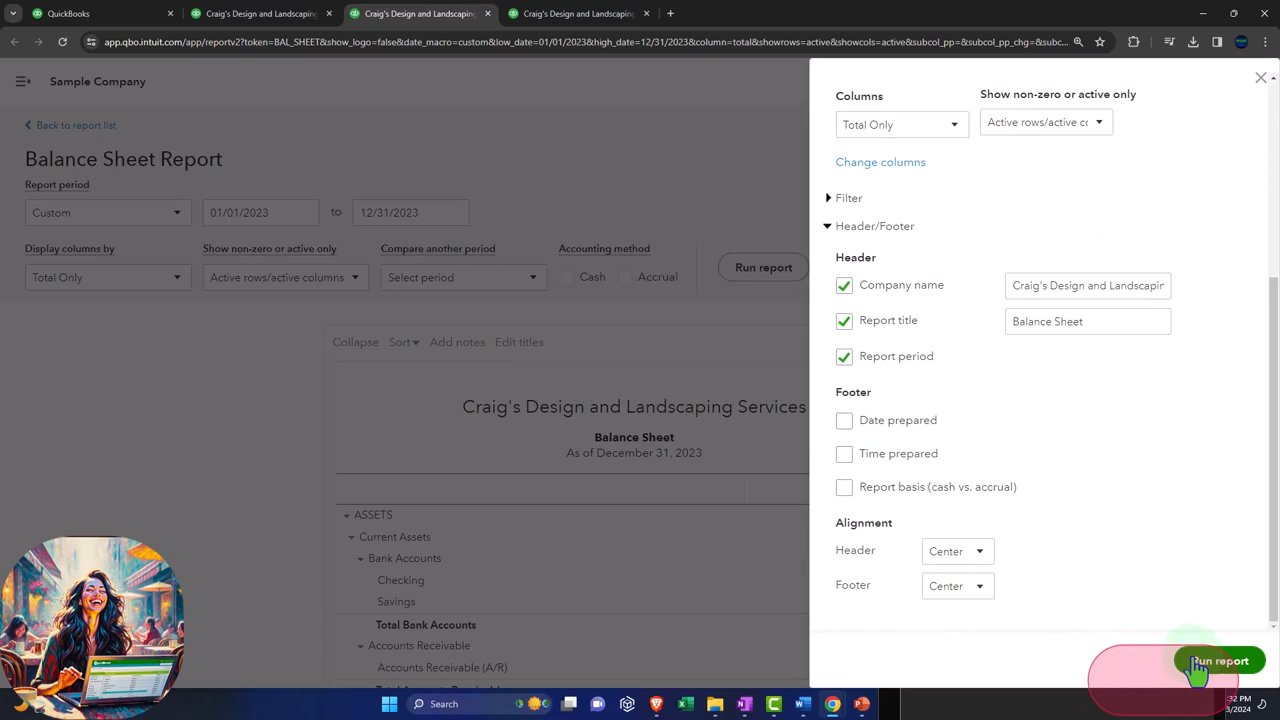 QuickBooks
Craig's Design and Landscaping
Craig's Design and Landscaping
Craig's Design and Landscaping
app.qbo.intuit.com/app/report2?token=BAL_SHEET&show_logo=false&date_macro=custom&low_date=01/01/2023&high_date=12/31/2023&column=total&showrows=active&
Sample Company
Back to report list
Balance Sheet Report
Report period
Custom
01/01/2023
to
12/31/2023
Display columns by
Show non-zero or active only
Compare another period
Accounting method
Total Only
Active rows/active columns
Select period
Cash
Accrual
Run report
Collapse
Sort
Add notes
Edit titles
Craig's Design and Landscaping Services
Balance Sheet
As of December 31, 2023
ASSETS
Current Assets
Bank Accounts
Checking
Savings
Total Bank Accounts
Accounts Receivable
Accounts Receivable (A/R)
Columns
Show non-zero or active only
Total Only
Active rows/active cc
Change columns
Filter
Header/Footer
Header
Company name
Craig's Design and Landscapin
Report title
Balance Sheet
Report period
Footer
Date prepared
Time prepared
Report basis (cash vs. accrual)
Alignment
Header
Center
Footer
Center
Run report
Search